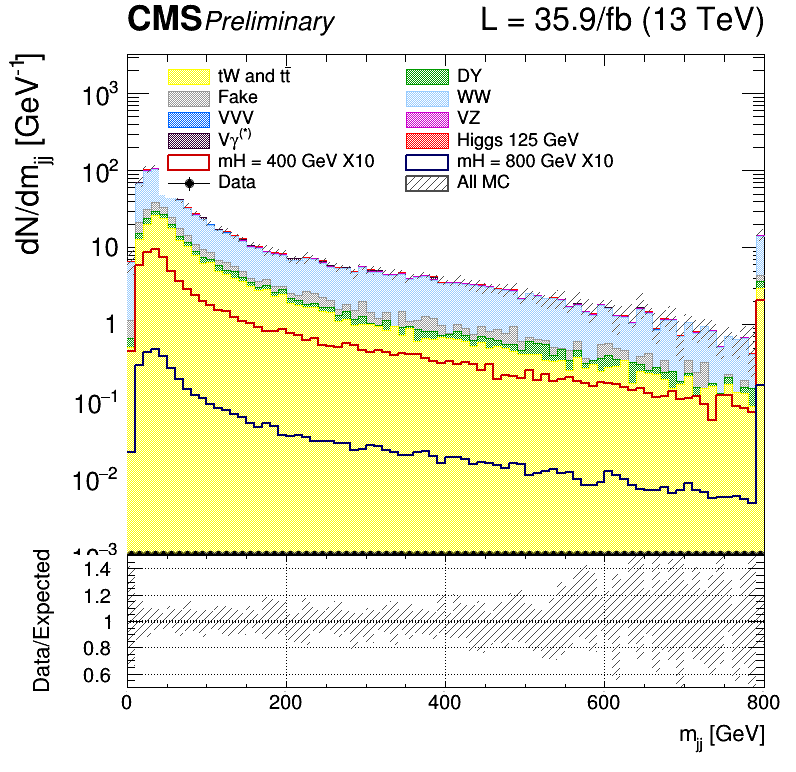 CMS Preliminary L = 35.9/fb (13 TeV)
dN/dm_jj [GeV⁻¹]
tW and tt̄ DY
Fake WW
VVV VZ
Vγ(*) Higgs 125 GeV
mH = 400 GeV X10 mH = 800 GeV X10
Data All MC
10³
10²
10
1
10⁻¹
10⁻²
Data/Expected
1.4
1.2
1
0.8
0.6
0 200 400 600 800
m_jj [GeV]